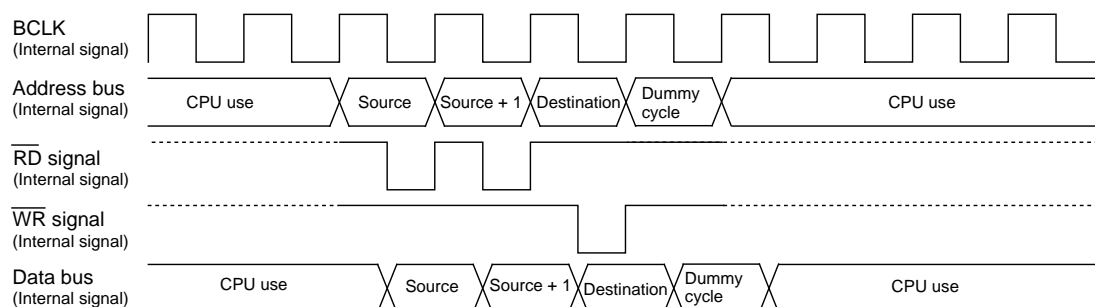 BCLK
(Internal signal)
Address bus
(Internal signal)
CPU use
Source
Source + 1
Destination
Dummy
cycle
CPU use
RD signal
(Internal signal)
WR signal
(Internal signal)
Data bus
(Internal signal)
CPU use
Source
Source + 1
Destination
Dummy
cycle
CPU use